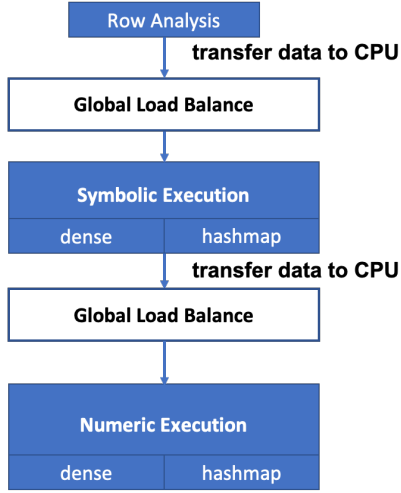 Row Analysis
transfer data to CPU
Global Load Balance
Symbolic Execution
dense hashmap
transfer data to CPU
Global Load Balance
Numeric Execution
dense hashmap